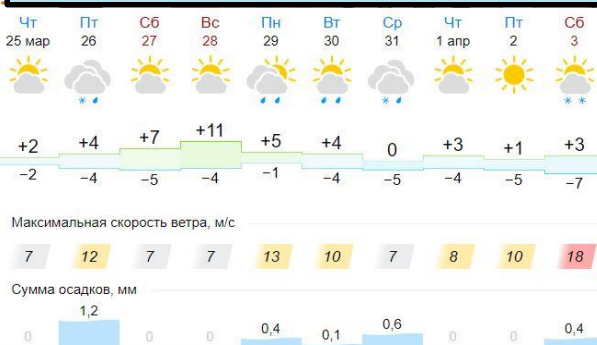 Чт Пт Сб Вс Пн Вт Ср Чт Пт Сб
25 мар 26 27 28 29 30 31 1 апр 2 3
+2 +4 +7 +11 +5 +4 0 +3 +1 +3
−2 −4 −5 −4 −1 −4 −5 −4 −5 −7
Максимальная скорость ветра, м/с
7 12 7 7 13 10 7 8 10 18
Сумма осадков, мм
0 1,2 0 0 0,4 0,1 0,6 0 0 0,4